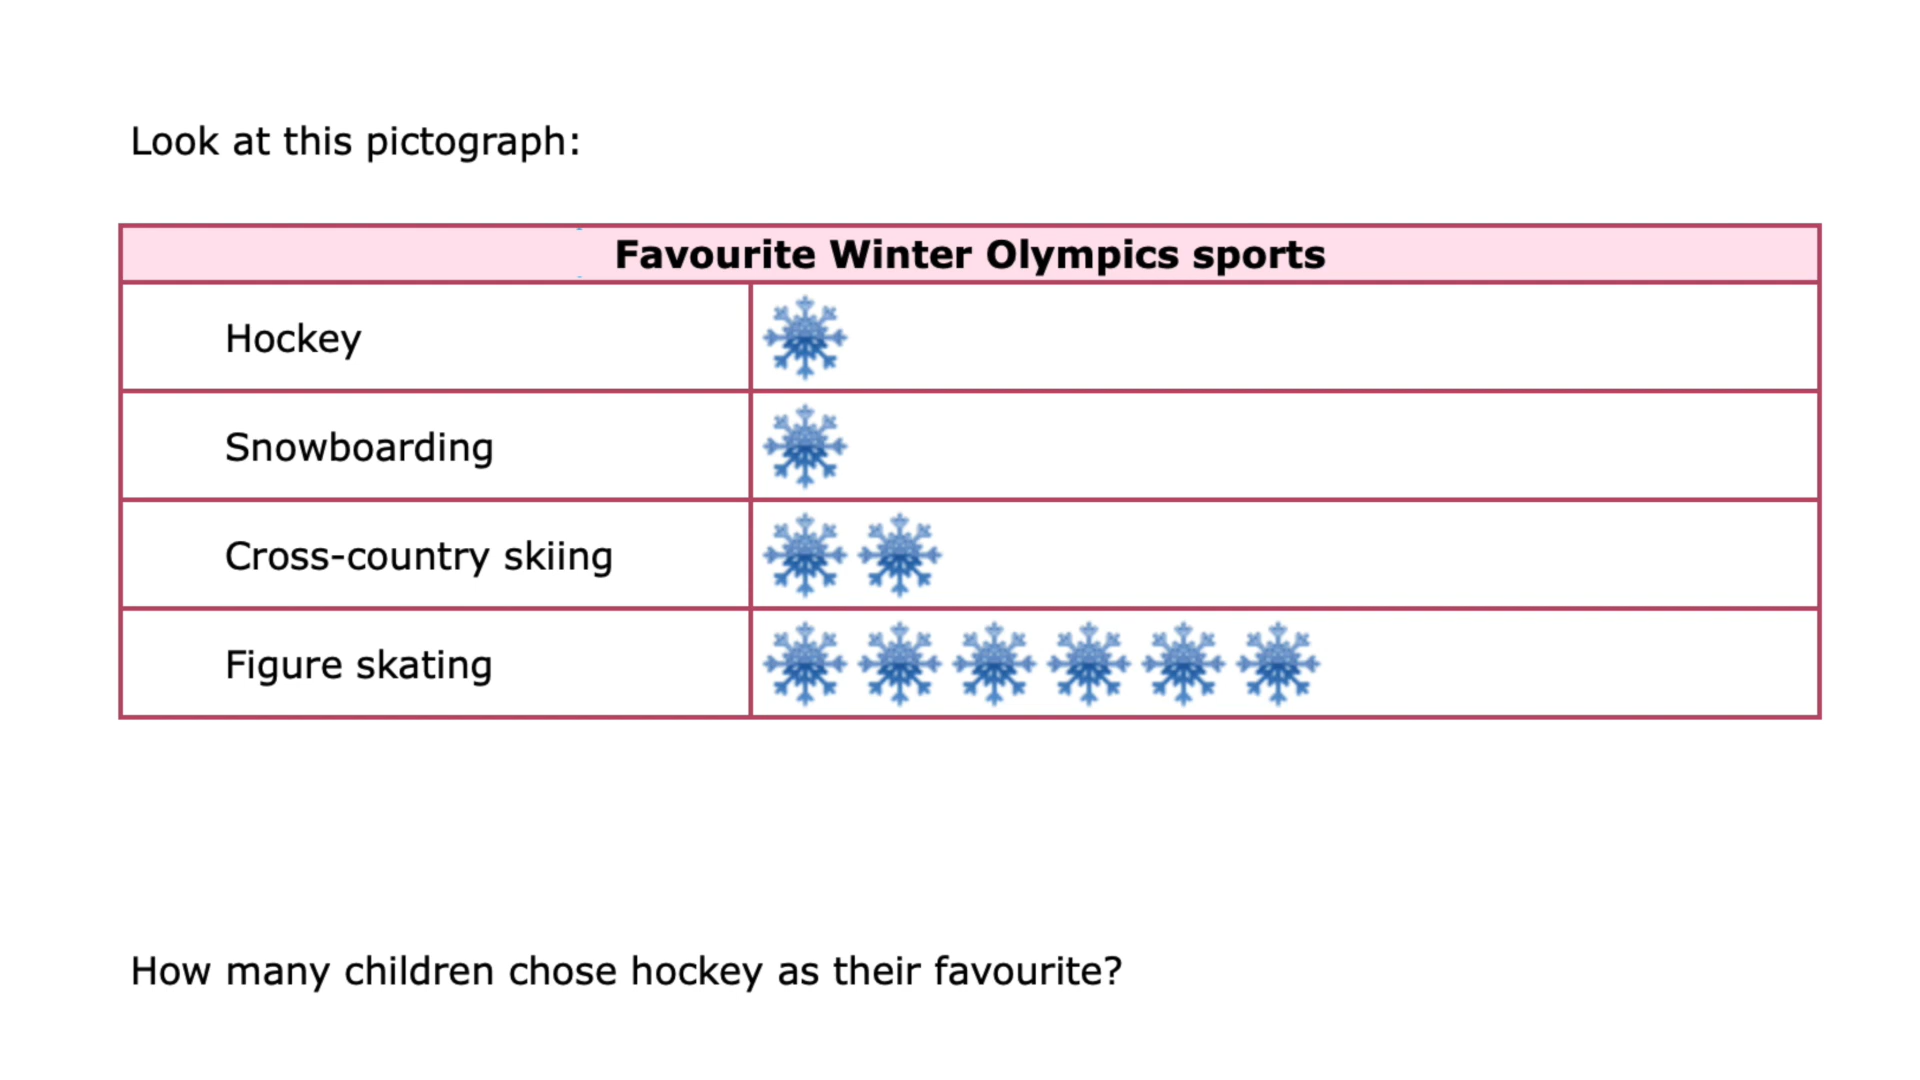 Look at this pictograph:
Favourite Winter Olympics sports
Hockey
Snowboarding
Cross-country skiing
Figure skating
How many children chose hockey as their favourite?